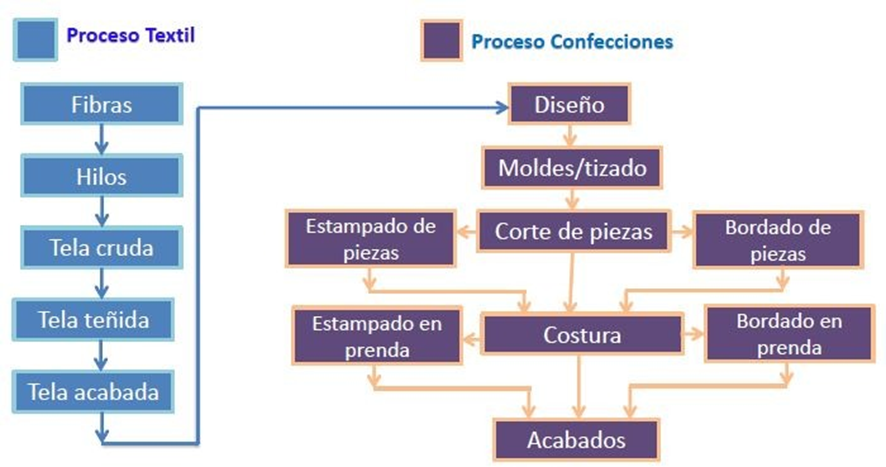 Proceso Textil
Proceso Confecciones
Fibras
Hilos
Tela cruda
Tela teñida
Tela acabada
Diseño
Moldes/tizado
Estampado de
piezas
Corte de piezas
Bordado de
piezas
Estampado en
prenda
Costura
Bordado en
prenda
Acabados